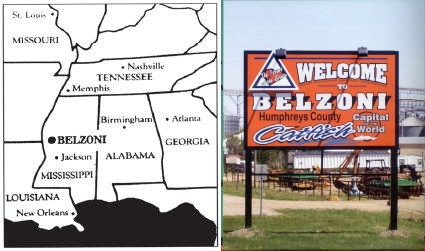 St. Louis
MISSOURI
Nashville
TENNESSEE
Memphis
Birmingham
Atlanta
BELZONI
GEORGIA
Jackson
ALABAMA
MISSISSIPPI
LOUISIANA
New Orleans
WELCOME
TO
BELZONI
Humphreys County
Capital
Catfish
World